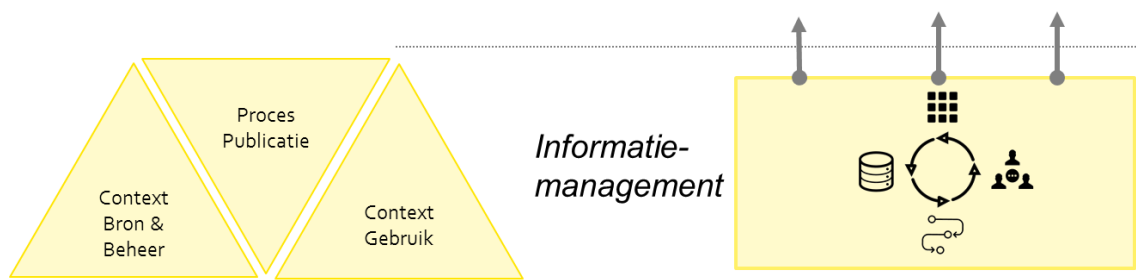 Proces
Publicatie
Context
Bron &
Beheer
Context
Gebruik
Informatie-
management